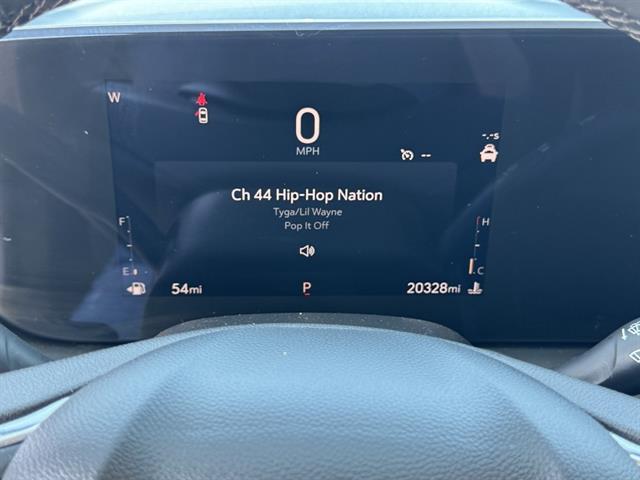 W
0
MPH
-.-s
--
Ch 44 Hip-Hop Nation
Tyga/Lil Wayne
Pop It Off
F
H
E
C
54mi
P
20328mi